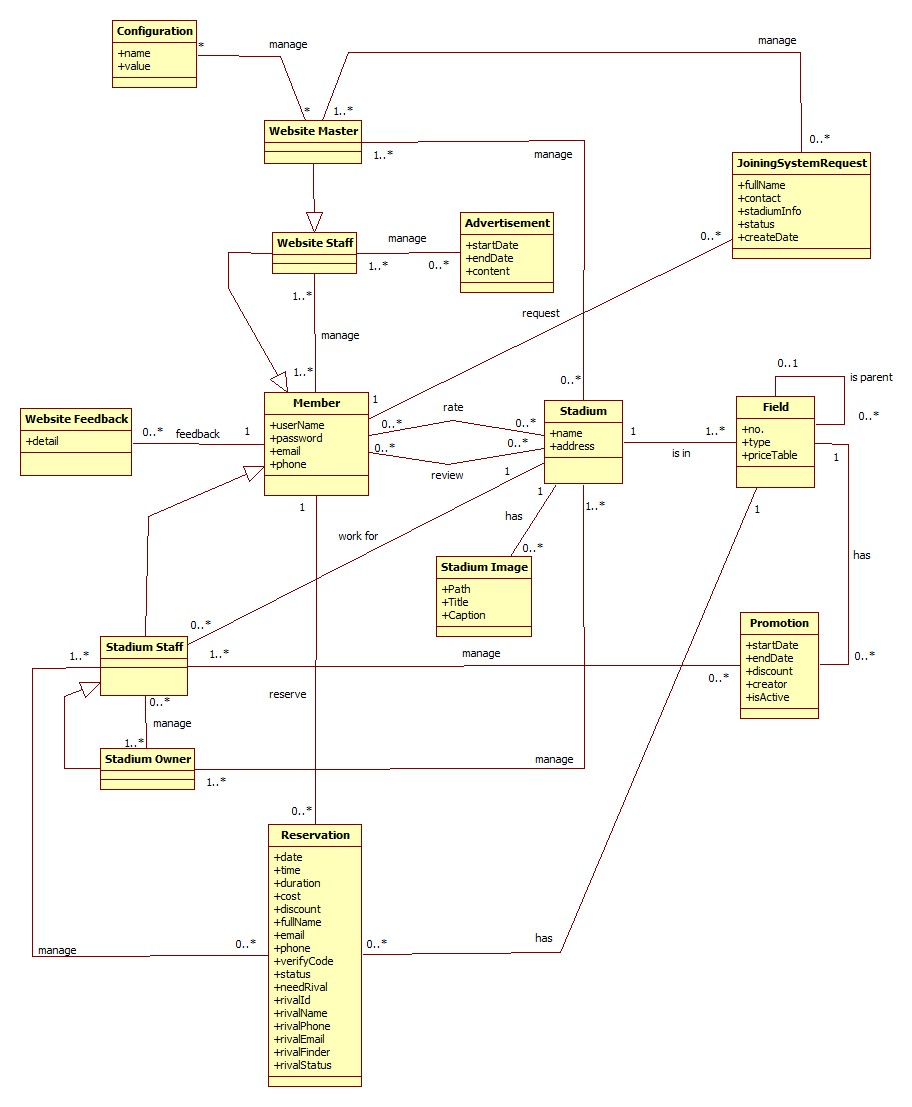 Configuration
+name
+value
*
manage
*
1..*
manage
0..*
Website Master
1..*
manage
JoiningSystemRequest
+fullName
+contact
+stadiumInfo
+status
+createDate
0..*
Website Staff
1..*
manage
0..*
Advertisement
+startDate
+endDate
+content
1..*
manage
1..*
request
0..*
0..1
is parent
0..*
Member
+userName
+password
+email
+phone
1
0..*
rate
0..*
0..*
review
0..*
Website Feedback
+detail
0..*
feedback
1
Stadium
+name
+address
1
is in
1..*
Field
+no.
+type
+priceTable
1
1
1
1
1..*
has
0..*
work for
0..*
1
has
Stadium Image
+Path
+Title
+Caption
Stadium Staff
1..*
1..*
manage
0..*
Promotion
+startDate
+endDate
+discount
+creator
+isActive
0..*
0..*
manage
1..*
reserve
Stadium Owner
1..*
manage
0..*
Reservation
+date
+time
+duration
+cost
+discount
+fullName
+email
+phone
+verifyCode
+status
+needRival
+rivalId
+rivalName
+rivalPhone
+rivalEmail
+rivalFinder
+rivalStatus
manage
0..*
0..*
has